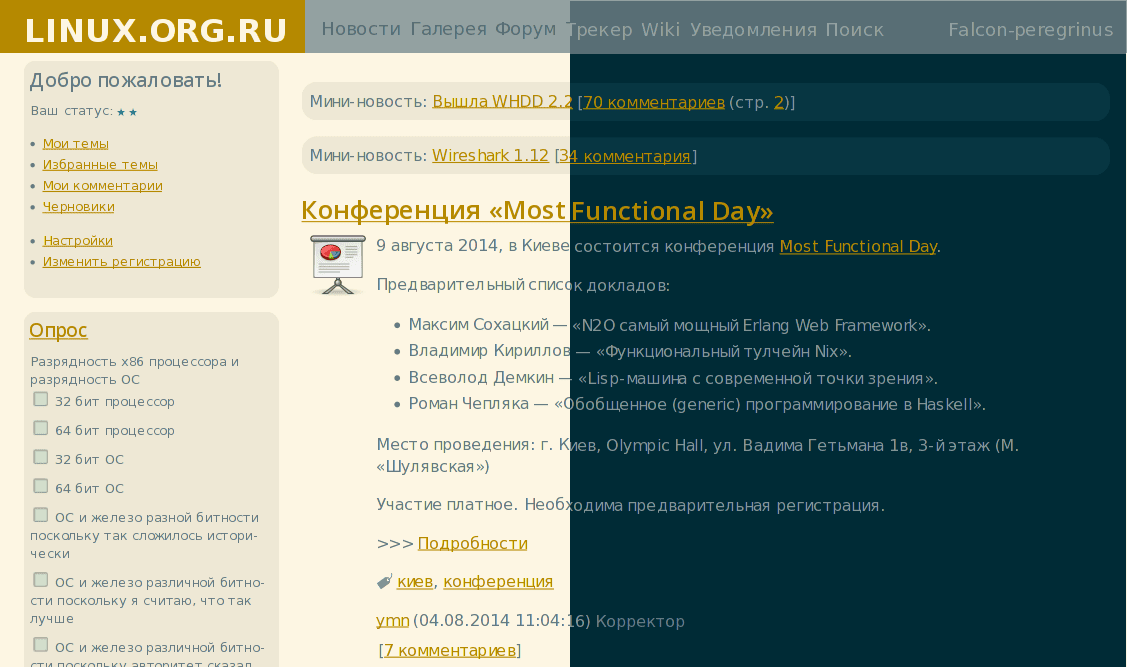 LINUX.ORG.RU
Новости Галерея Форум Трекер Wiki Уведомления Поиск Falcon-peregrinus
Добро пожаловать!
Ваш статус: ★ ★
• Мои темы
• Избранные темы
• Мои комментарии
• Черновики
• Настройки
• Изменить регистрацию
Опрос
Разрядность x86 процессора и
разрядность ОС
32 бит процессор
64 бит процессор
32 бит ОС
64 бит ОС
ОС и железо разной битности
поскольку так сложилось истори-
чески
ОС и железо различной битно-
сти поскольку я считаю, что так
лучше
ОС и железо различной битно-
сти поскольку авторитет сказал
Мини-новость: Вышла WHDD 2.2 [70 комментариев (стр. 2)]
Мини-новость: Wireshark 1.12 [34 комментария]
Конференция «Most Functional Day»
9 августа 2014, в Киеве состоится конференция Most Functional Day.
Предварительный список докладов:
• Максим Сохацкий — «N2O самый мощный Erlang Web Framework».
• Владимир Кириллов — «Функциональный тулчейн Nix».
• Всеволод Демкин — «Lisp-машина с современной точки зрения».
• Роман Чепляка — «Обобщенное (generic) программирование в Haskell».
Место проведения: г. Киев, Olympic Hall, ул. Вадима Гетьмана 1в, 3-й этаж (М.
«Шулявская»)
Участие платное. Необходима предварительная регистрация.
>>> Подробности
киев, конференция
ymn (04.08.2014 11:04:16) Корректор
[7 комментариев]